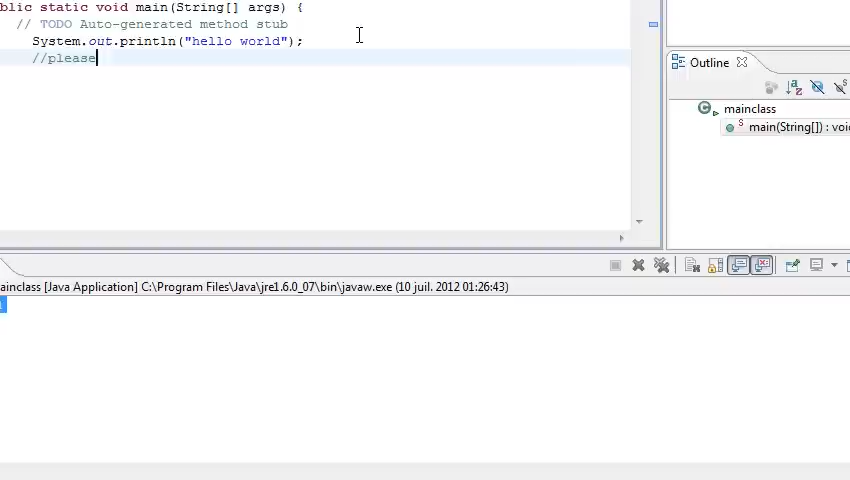 blic static void main(String[] args) {
// TODO Auto-generated method stub
System.out.println("hello world");
//please
Outline
mainclass
main(String[]) : voi
ainclass [Java Application] C:\Program Files\Java\jre1.6.0_07\bin\javaw.exe (10 juil. 2012 01:26:43)